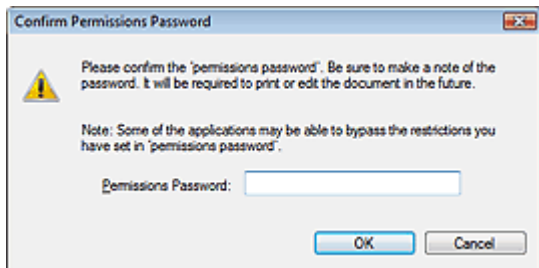 Confirm Permissions Password
Please confirm the 'permissions password'. Be sure to make a note of the
password. It will be required to print or edit the document in the future.
Note: Some of the applications may be able to bypass the restrictions you
have set in 'permissions password'.
Permissions Password:
OK Cancel